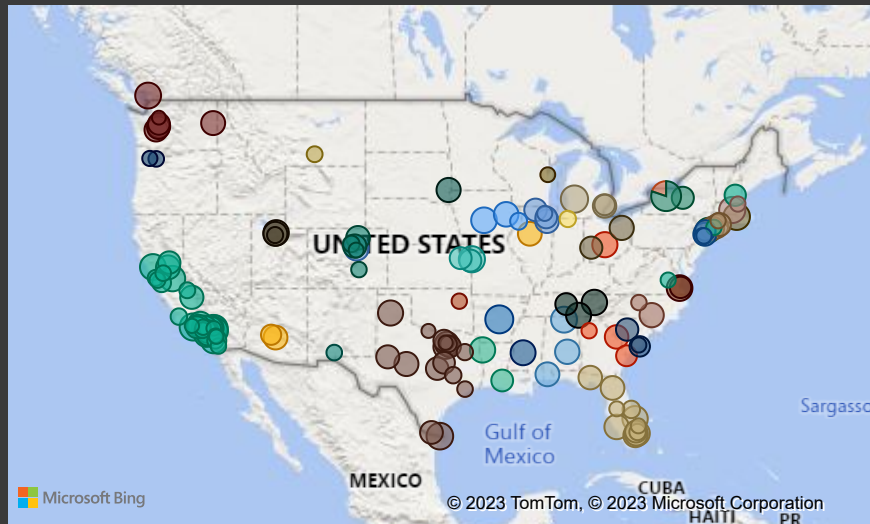 UNITED STATES
Sargasso
Gulf of
Mexico
MEXICO
CUBA
Microsoft Bing
© 2023 TomTom, © 2023 Microsoft Corporation
HAITI
PR